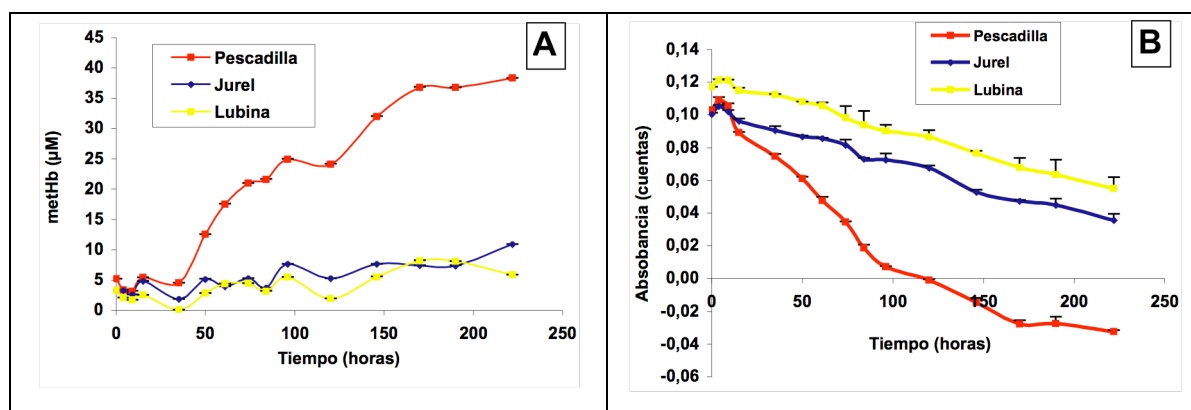 A
Pescadilla
Jurel
Lubina
metHb (µM)
45
40
35
30
25
20
15
10
5
0
0 50 100 150 200 250
Tiempo (horas)
B
Pescadilla
Jurel
Lubina
Absobancia (cuentas)
0,14
0,12
0,10
0,08
0,06
0,04
0,02
0,00
-0,02
-0,04
-0,06
0 50 100 150 200 250
Tiempo (horas)